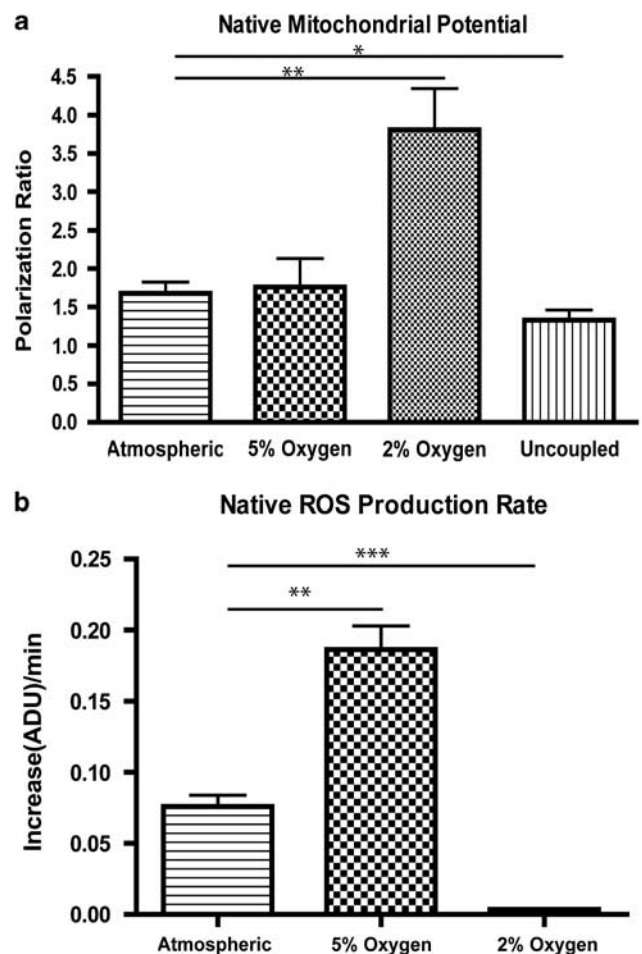 a
Native Mitochondrial Potential
*
**
4.5
4.0
3.5
3.0
2.5
2.0
1.5
1.0
0.5
0.0
Polarization Ratio
Atmospheric 5% Oxygen 2% Oxygen Uncoupled
b
Native ROS Production Rate
***
**
0.25
0.20
0.15
0.10
0.05
0.00
Increase(ADU)/min
Atmospheric 5% Oxygen 2% Oxygen